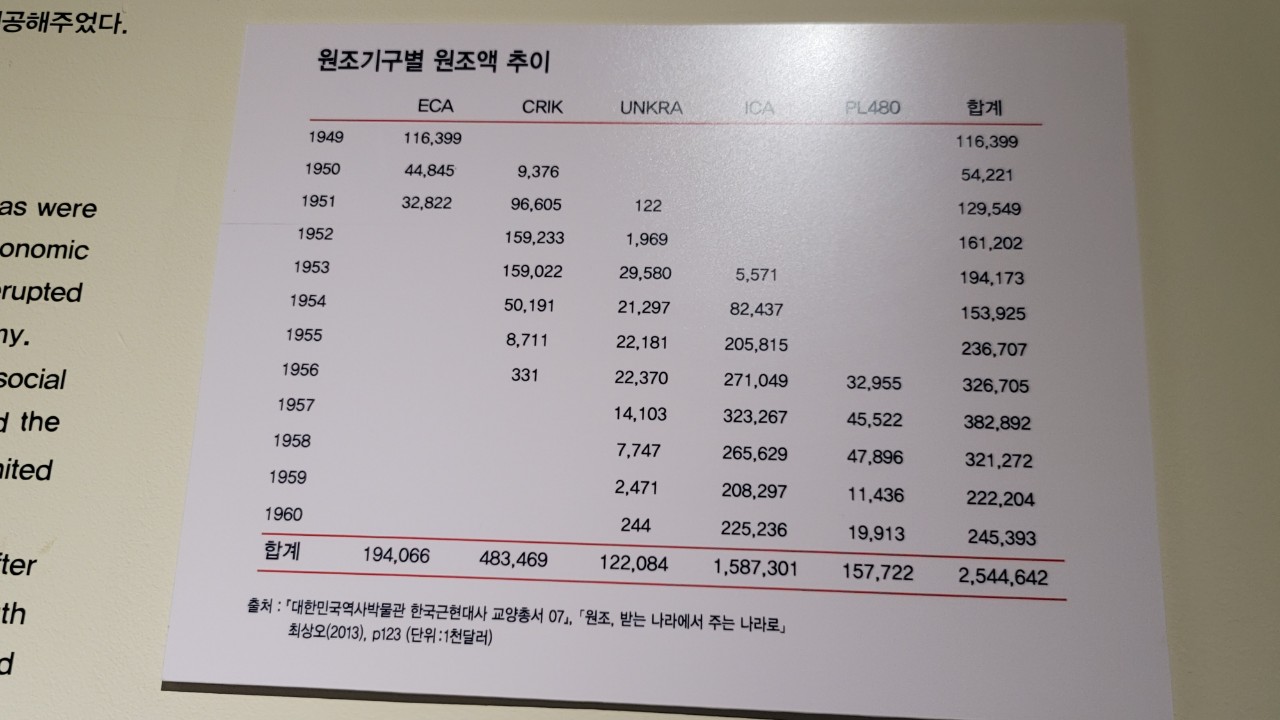 공해주었다.
as were
onomic
rupted
ny.
social
d the
nited
fter
th
d
원조기구별 원조액 추이
ECA CRIK UNKRA ICA PL480 합계
1949 116,399 116,399
1950 44,845 9,376 54,221
1951 32,822 96,605 122 129,549
1952 159,233 1,969 161,202
1953 159,022 29,580 5,571 194,173
1954 50,191 21,297 82,437 153,925
1955 8,711 22,181 205,815 236,707
1956 331 22,370 271,049 32,955 326,705
1957 14,103 323,267 45,522 382,892
1958 7,747 265,629 47,896 321,272
1959 2,471 208,297 11,436 222,204
1960 244 225,236 19,913 245,393
합계 194,066 483,469 122,084 1,587,301 157,722 2,544,642
출처 : 『대한민국역사박물관 한국근현대사 교양총서 07』, 「원조, 받는 나라에서 주는 나라로」
최상오(2013), p123 (단위:1천달러)